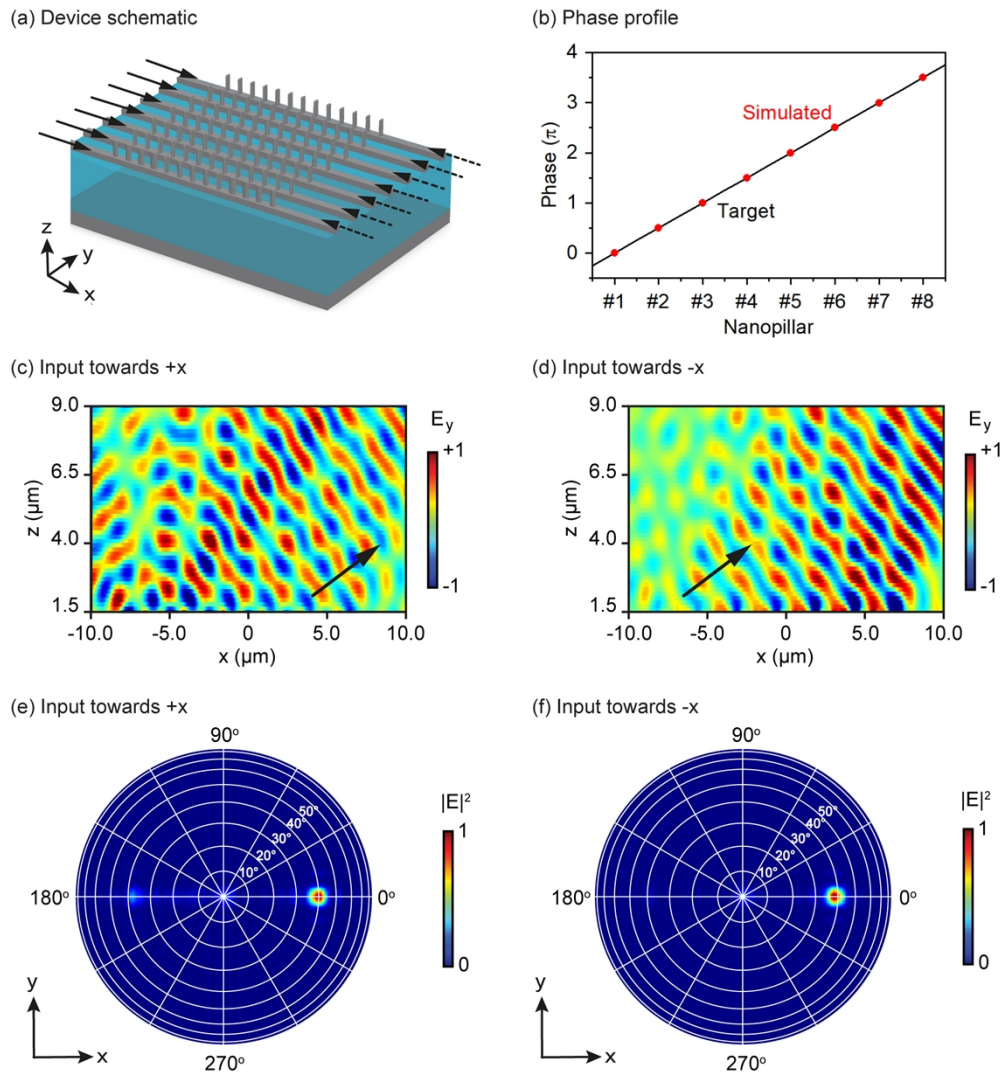 (a) Device schematic
z
y
x
(b) Phase profile
Phase (π)
4
3
2
1
0
Simulated
Target
#1 #2 #3 #4 #5 #6 #7 #8
Nanopillar
(c) Input towards +x
z (µm)
9.0
6.5
4.0
1.5
-10.0 -5.0 0 5.0 10.0
x (µm)
E_y
+1
-1
(d) Input towards -x
z (µm)
9.0
6.5
4.0
1.5
-10.0 -5.0 0 5.0 10.0
x (µm)
E_y
+1
-1
(e) Input towards +x
90°
180°
0°
270°
10° 20° 30° 40° 50°
|E|²
1
0
y
x
(f) Input towards -x
90°
180°
0°
270°
10° 20° 30° 40° 50°
|E|²
1
0
y
x